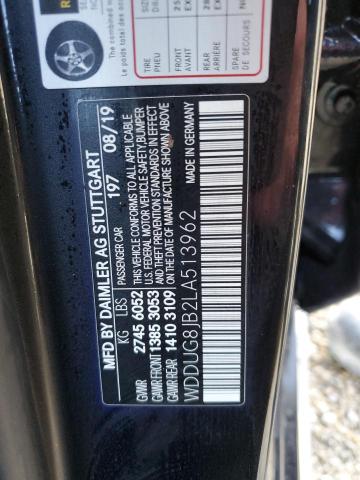 MFD BY DAIMLER AG STUTTGART
PASSENGER CAR 197 08/19
KG LBS
GVWR 2745 6052
GAWR FRONT 1385 3053
GAWR REAR 1410 3109
THIS VEHICLE CONFORMS TO ALL APPLICABLE
U.S. FEDERAL MOTOR VEHICLE SAFETY/BUMPER
AND THEFT PREVENTION STANDARDS IN EFFECT
ON THE DATE OF MANUFACTURE SHOWN ABOVE
MADE IN GERMANY
WDDUG8JB2LA513962
TIRE
PNEU
FRONT
AVANT
REAR
ARRIÈRE
SPARE
DE SECOURS